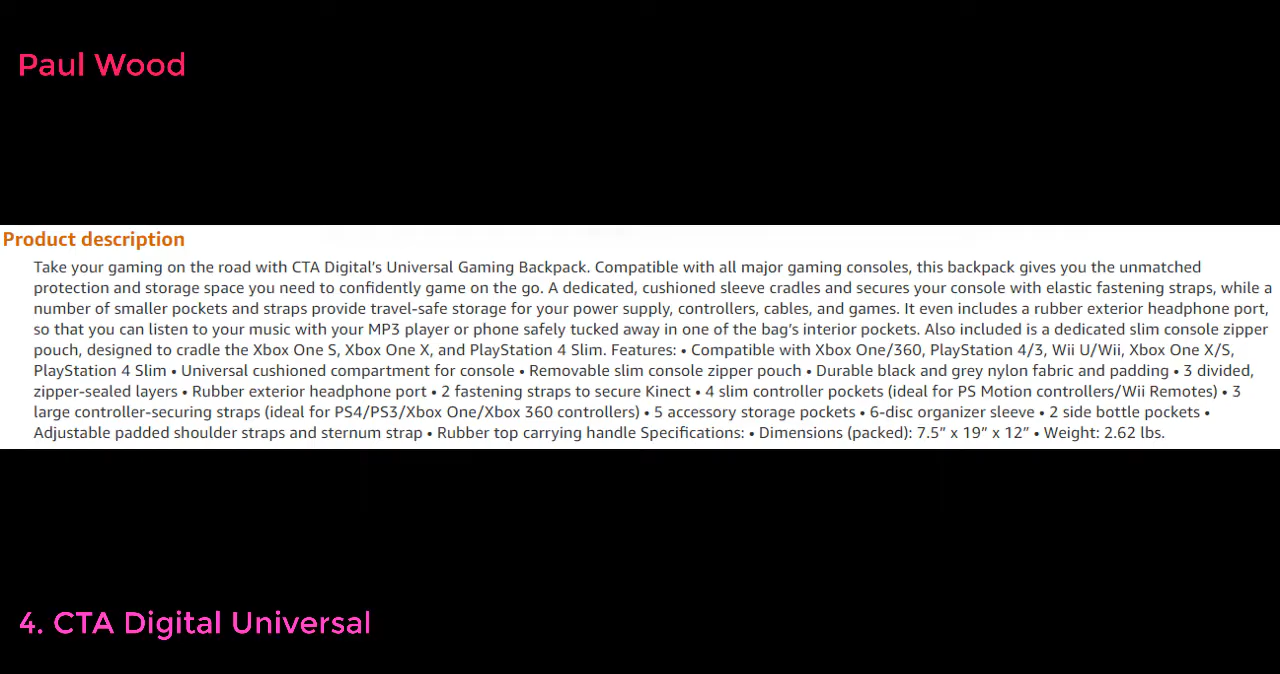 Paul Wood
Product description
Take your gaming on the road with CTA Digital’s Universal Gaming Backpack. Compatible with all major gaming consoles, this backpack gives you the unmatched
protection and storage space you need to confidently game on the go. A dedicated, cushioned sleeve cradles and secures your console with elastic fastening straps, while a
number of smaller pockets and straps provide travel-safe storage for your power supply, controllers, cables, and games. It even includes a rubber exterior headphone port,
so that you can listen to your music with your MP3 player or phone safely tucked away in one of the bag’s interior pockets. Also included is a dedicated slim console zipper
pouch, designed to cradle the Xbox One S, Xbox One X, and PlayStation 4 Slim. Features: • Compatible with Xbox One/360, PlayStation 4/3, Wii U/Wii, Xbox One X/S,
PlayStation 4 Slim • Universal cushioned compartment for console • Removable slim console zipper pouch • Durable black and grey nylon fabric and padding • 3 divided,
zipper-sealed layers • Rubber exterior headphone port • 2 fastening straps to secure Kinect • 4 slim controller pockets (ideal for PS Motion controllers/Wii Remotes) • 3
large controller-securing straps (ideal for PS4/PS3/Xbox One/Xbox 360 controllers) • 5 accessory storage pockets • 6-disc organizer sleeve • 2 side bottle pockets •
Adjustable padded shoulder straps and sternum strap • Rubber top carrying handle Specifications: • Dimensions (packed): 7.5” x 19” x 12” • Weight: 2.62 lbs.
4. CTA Digital Universal